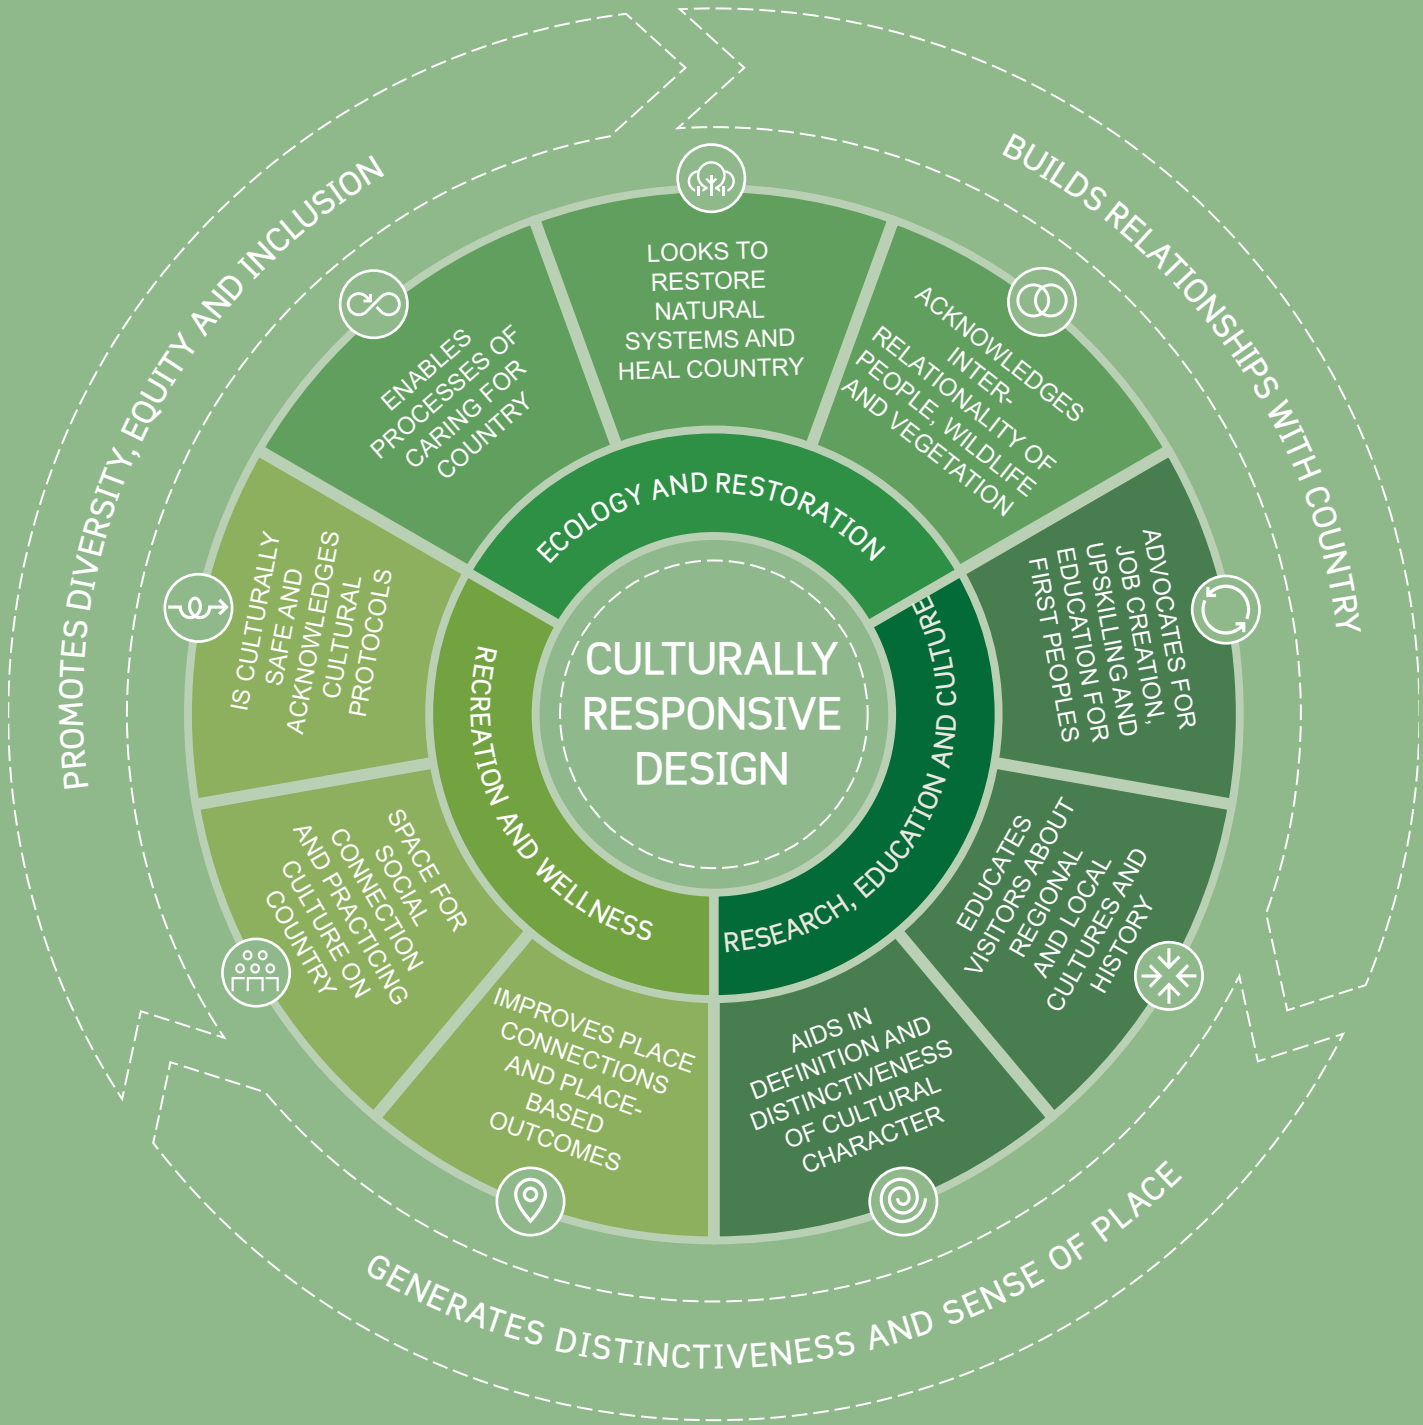 BUILDS RELATIONSHIPS WITH COUNTRY
GENERATES DISTINCTIVENESS AND SENSE OF PLACE
PROMOTES DIVERSITY, EQUITY AND INCLUSION
LOOKS TO
RESTORE
NATURAL
SYSTEMS AND
HEAL COUNTRY
ACKNOWLEDGES
INTER-
RELATIONALITY OF
PEOPLE, WILDLIFE
AND VEGETATION
ADVOCATES FOR
JOB CREATION,
UPSKILLING AND
EDUCATION FOR
FIRST PEOPLES
EDUCATES
VISITORS ABOUT
REGIONAL
AND LOCAL
CULTURES AND
HISTORY
AIDS IN
DEFINITION AND
DISTINCTIVENESS
OF CULTURAL
CHARACTER
IMPROVES PLACE
CONNECTIONS
AND PLACE-
BASED
OUTCOMES
SPACE FOR
SOCIAL
CONNECTION
AND PRACTICING
CULTURE ON
COUNTRY
IS CULTURALLY
SAFE AND
ACKNOWLEDGES
CULTURAL
PROTOCOLS
ENABLES
PROCESSES OF
CARING FOR
COUNTRY
ECOLOGY AND RESTORATION
RESEARCH, EDUCATION AND CULTURE
RECREATION AND WELLNESS
CULTURALLY
RESPONSIVE
DESIGN